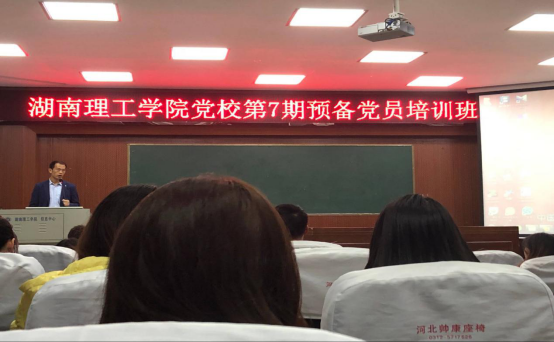 湖南理工学院党校第7期预备党员培训班
河北帅康座椅